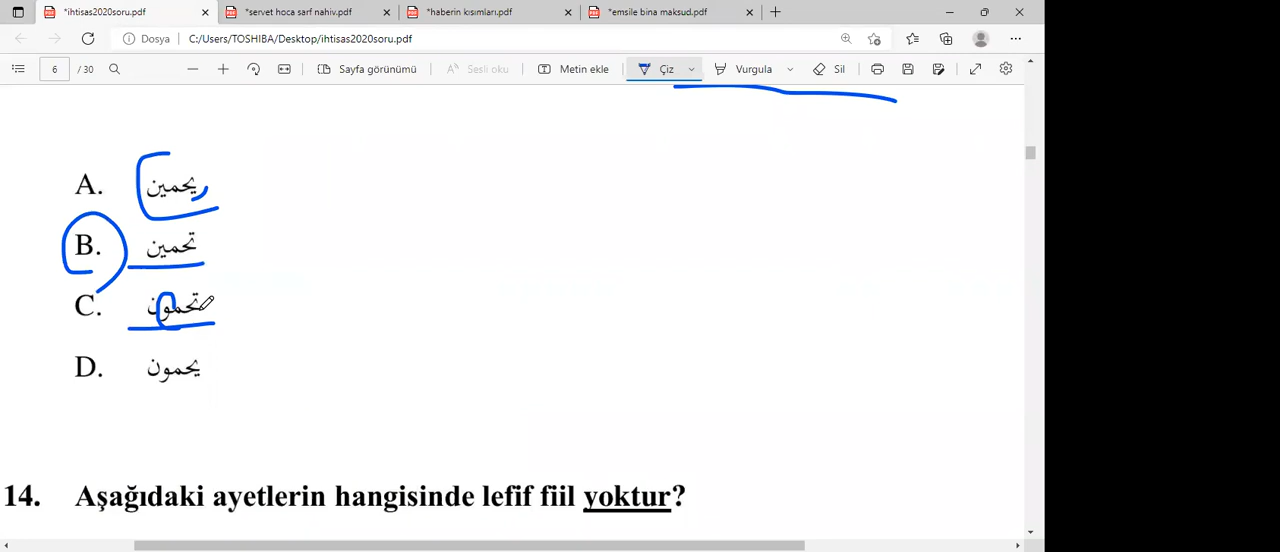 *ihtisas2020soru.pdf
*servet hoca sarf nahiv.pdf
*haberin kısımları.pdf
*emsile bina maksud.pdf
Dosya C:/Users/TOSHIBA/Desktop/ihtisas2020soru.pdf
6 / 30
Sayfa görünümü
Sesli oku
Metin ekle
Çiz
Vurgula
Sil
A. يحمين
B. تحمين
C. تحمون
D. يحمون
14. Aşağıdaki ayetlerin hangisinde lefif fiil yoktur?